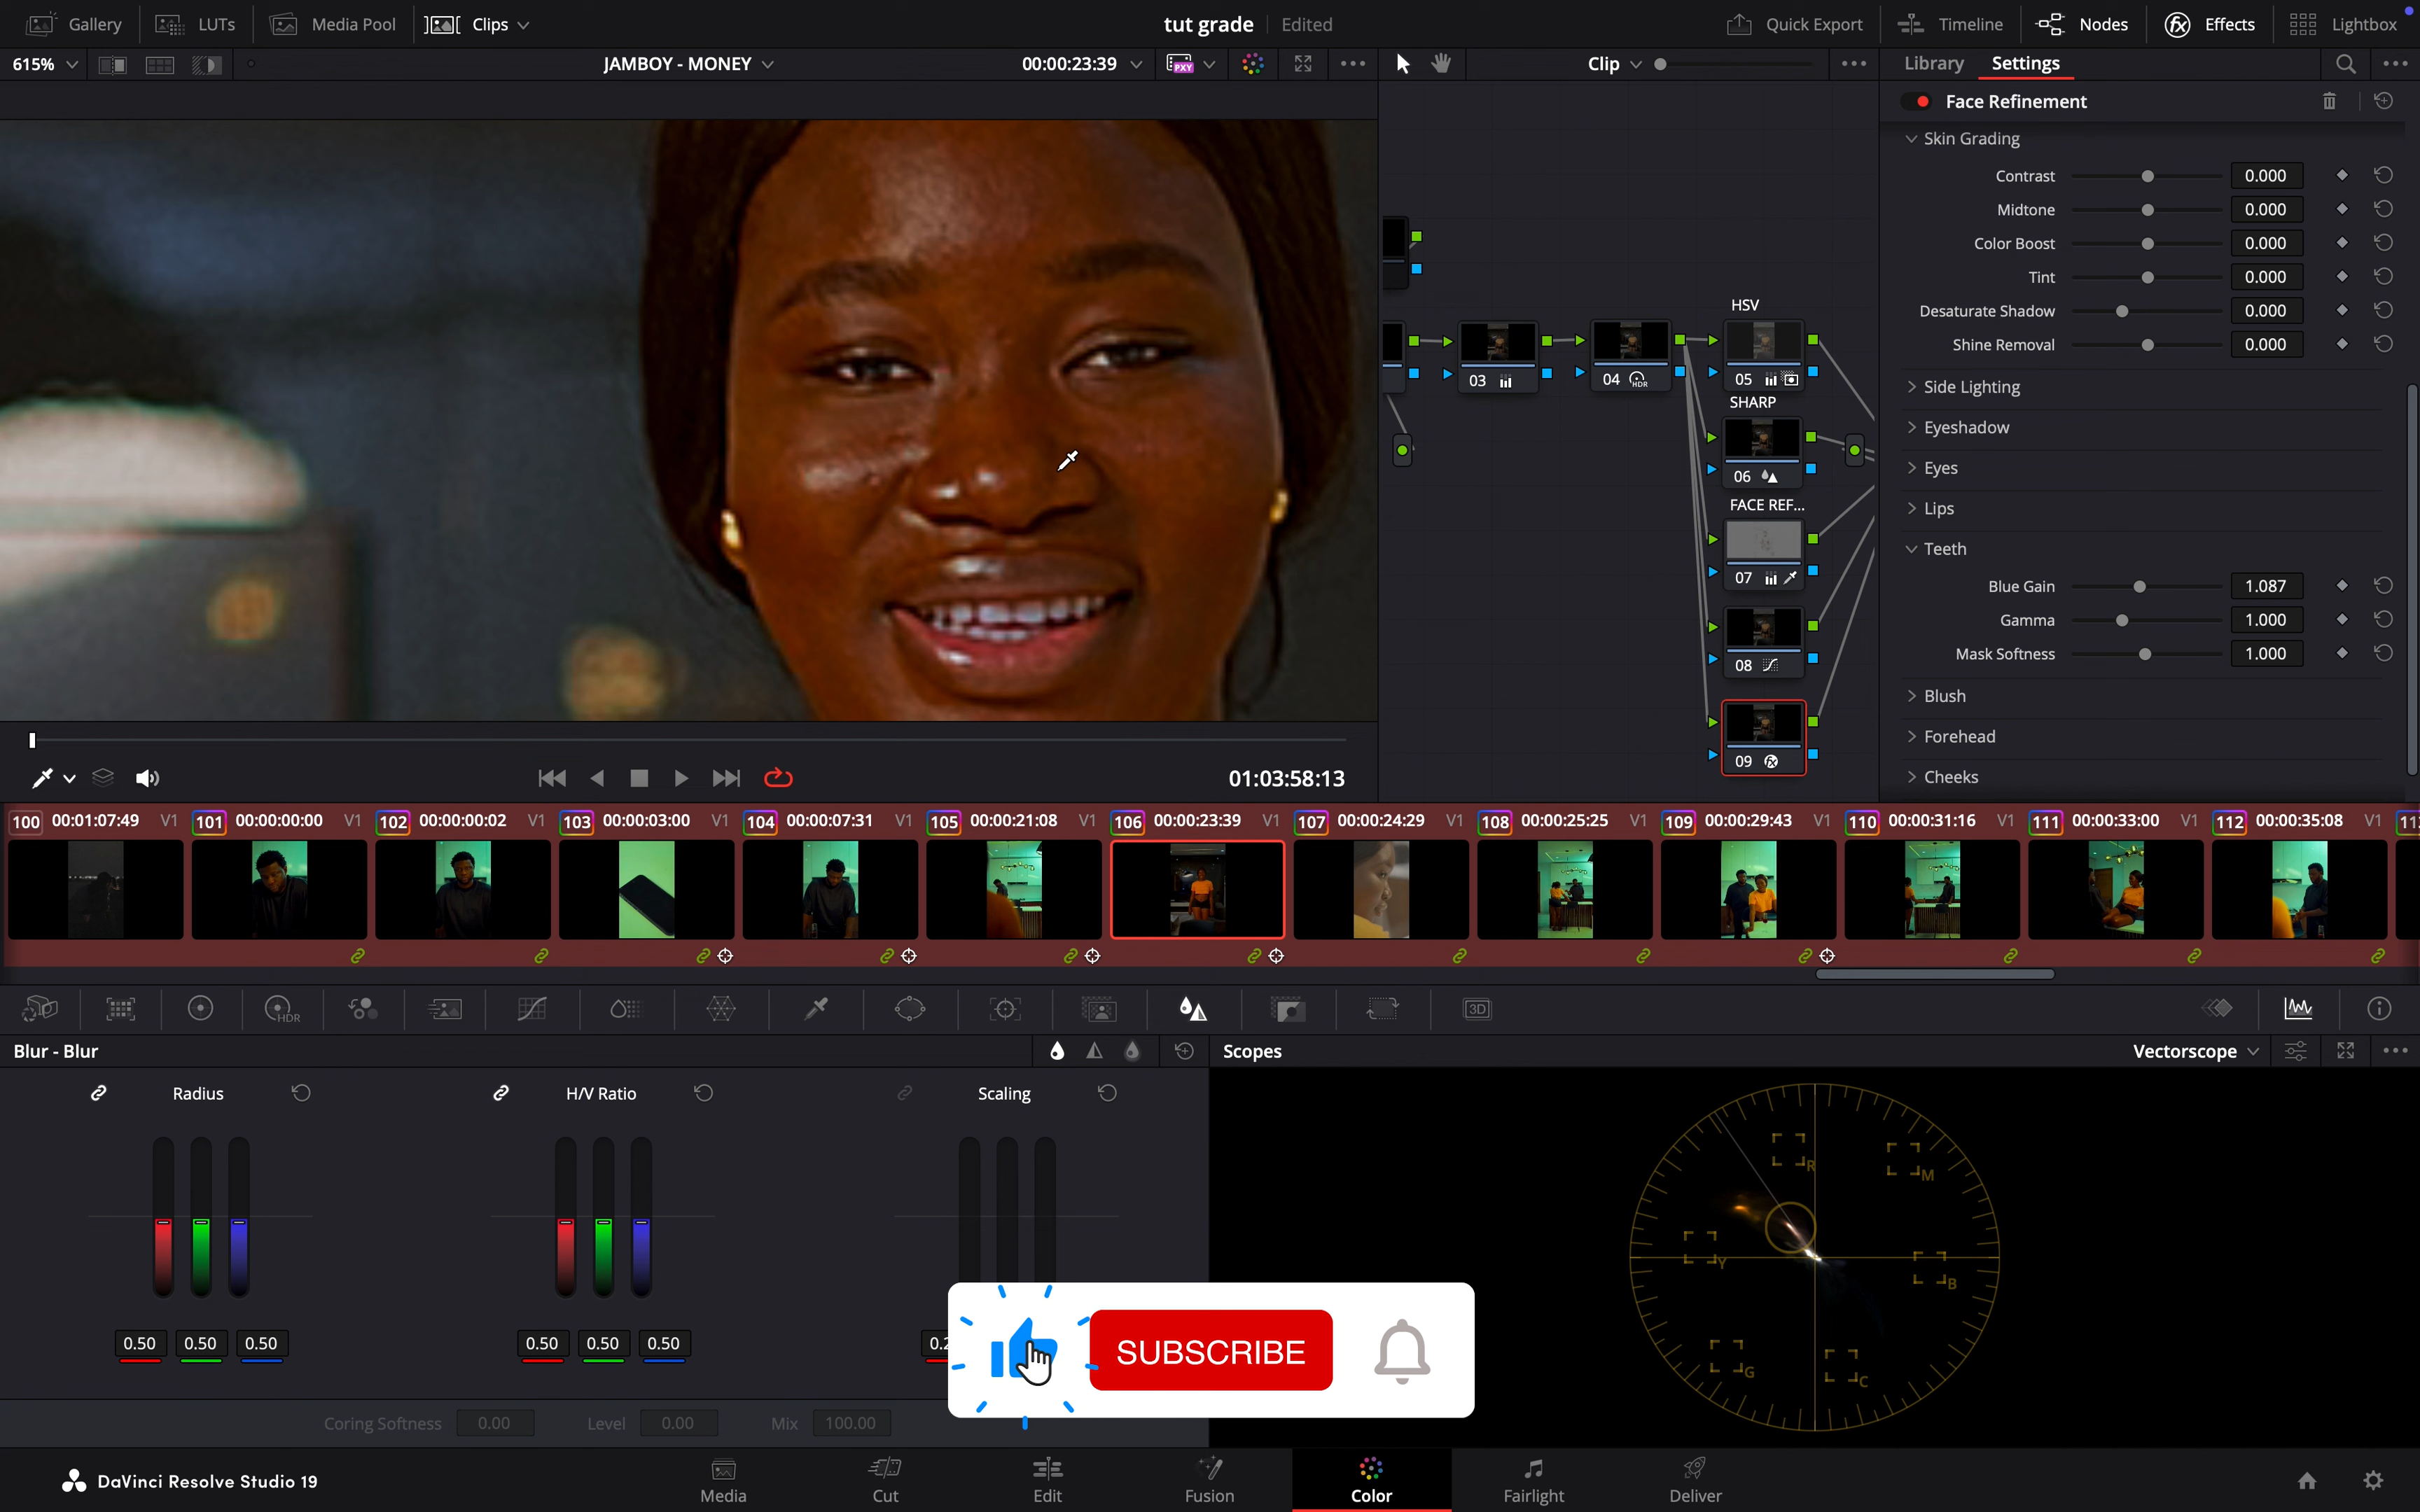 Gallery LUTs Media Pool Clips tut grade Edited Quick Export Timeline Nodes Effects Lightbox
615% JAMBOY - MONEY 00:00:23:39 PXY Clip Library Settings
Face Refinement
Skin Grading
Contrast 0.000
Midtone 0.000
Color Boost 0.000
Tint 0.000
Desaturate Shadow 0.000
Shine Removal 0.000
Side Lighting
Eyeshadow
Eyes
Lips
Teeth
Blue Gain 1.087
Gamma 1.000
Mask Softness 1.000
Blush
Forehead
Cheeks
HSV
03
04 HDR
05
SHARP
06
FACE REF...
07
08
09
01:03:58:13
100 00:01:07:49 V1 101 00:00:00:00 V1 102 00:00:00:02 V1 103 00:00:03:00 V1 104 00:00:07:31 V1 105 00:00:21:08 V1 106 00:00:23:39 V1 107 00:00:24:29 V1 108 00:00:25:25 V1 109 00:00:29:43 V1 110 00:00:31:16 V1 111 00:00:33:00 V1 112 00:00:35:08 V1
HDR 3D
Blur - Blur Scopes Vectorscope
Radius H/V Ratio Scaling
R M Y B G C
0.50 0.50 0.50 0.50 0.50 0.50
SUBSCRIBE
Coring Softness 0.00 Level 0.00 Mix 100.00
DaVinci Resolve Studio 19 Media Cut Edit Fusion Color Fairlight Deliver